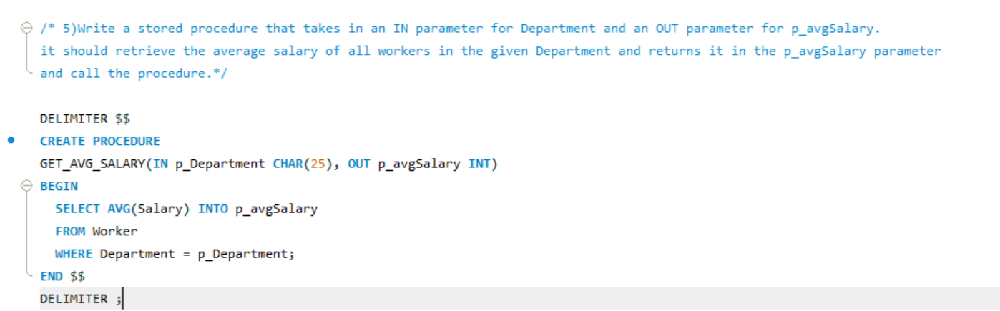 /* 5)Write a stored procedure that takes in an IN parameter for Department and an OUT parameter for p_avgSalary.
it should retrieve the average salary of all workers in the given Department and returns it in the p_avgSalary parameter
and call the procedure.*/
DELIMITER $$
CREATE PROCEDURE
GET_AVG_SALARY(IN p_Department CHAR(25), OUT p_avgSalary INT)
BEGIN
SELECT AVG(Salary) INTO p_avgSalary
FROM Worker
WHERE Department = p_Department;
END $$
DELIMITER ;